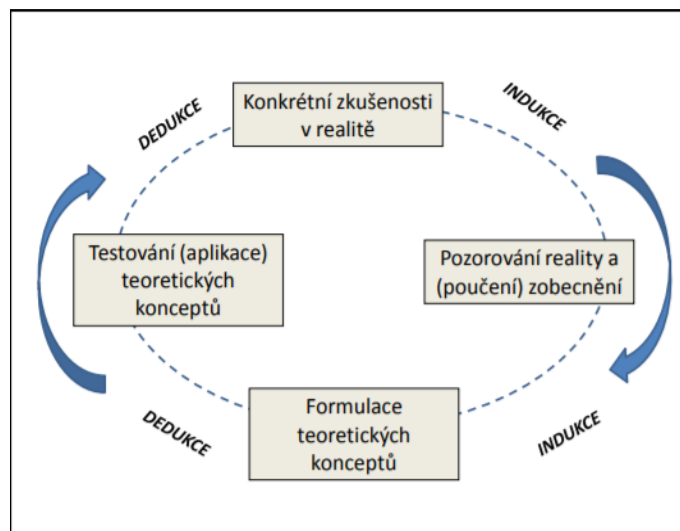 DEDUKCE
Konkrétní zkušenosti
v realitě
INDUKCE
Testování (aplikace)
teoretických
konceptů
Pozorování reality a
(poučení) zobecnění
DEDUKCE
Formulace
teoretických
konceptů
INDUKCE